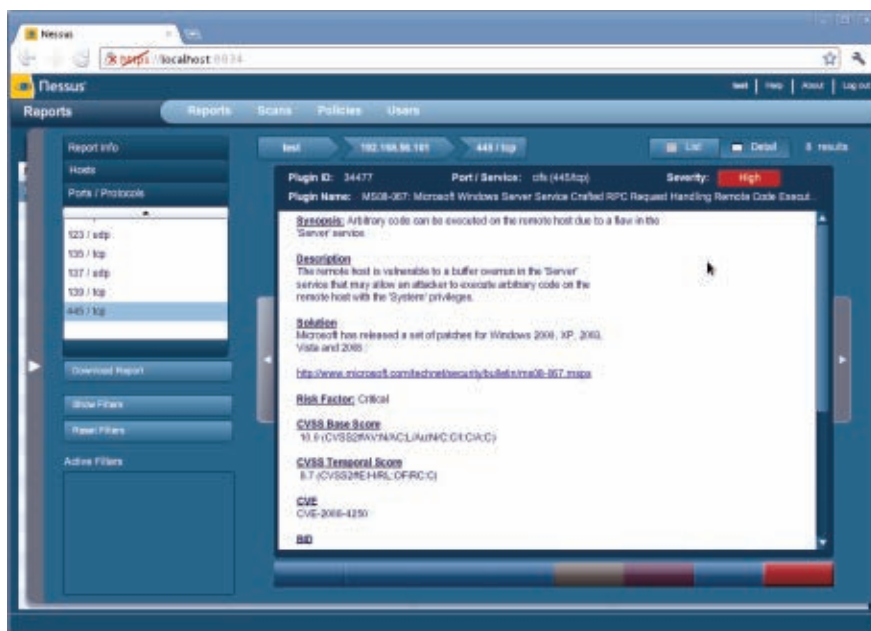 Nessus
https://localhost:8834
Nessus
test | Help | About | Log out
Reports
Reports Scans Policies Users
Report Info
Hosts
Ports / Protocols
123 / udp
135 / tcp
137 / udp
139 / tcp
445 / tcp
Download Report
Show Filters
Reset Filters
Active Filters
test 192.168.56.101 445 / tcp List Detail 8 results
Plugin ID: 34477 Port / Service: cifs (445/tcp) Severity: High
Plugin Name: MS08-067: Microsoft Windows Server Service Crafted RPC Request Handling Remote Code Execut...
Synopsis: Arbitrary code can be executed on the remote host due to a flaw in the
'Server' service.
Description
The remote host is vulnerable to a buffer overrun in the 'Server'
service that may allow an attacker to execute arbitrary code on the
remote host with the 'System' privileges.
Solution
Microsoft has released a set of patches for Windows 2000, XP, 2003,
Vista and 2008 :
http://www.microsoft.com/technet/security/bulletin/ms08-067.mspx
Risk Factor: Critical
CVSS Base Score
10.0 (CVSS2#AV:N/AC:L/Au:N/C:C/I:C/A:C)
CVSS Temporal Score
8.7 (CVSS2#E:H/RL:OF/RC:C)
CVE
CVE-2008-4250
BID